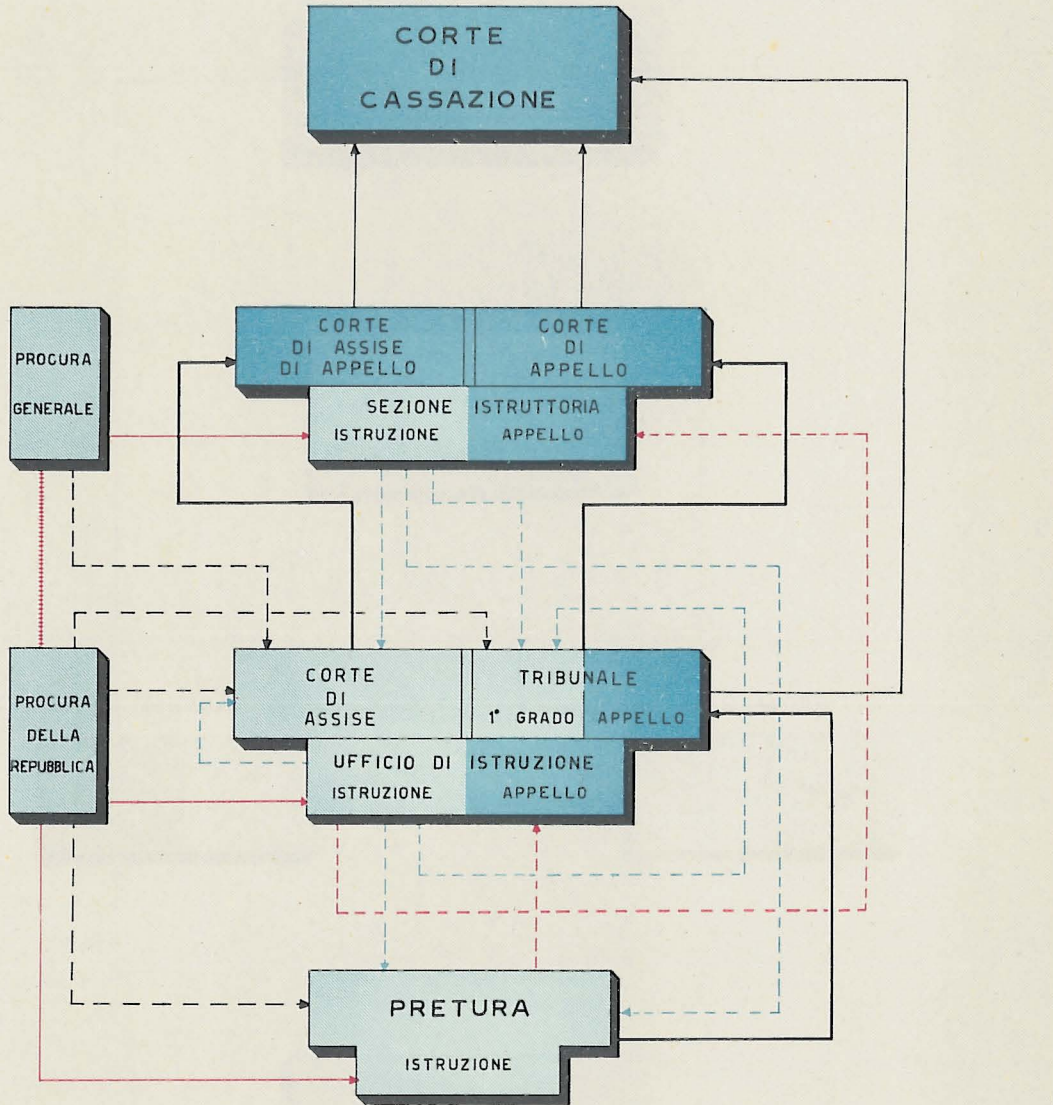 CORTE
DI
CASSAZIONE
PROCURA
GENERALE
CORTE
DI ASSISE
DI APPELLO
CORTE
DI
APPELLO
SEZIONE ISTRUTTORIA
ISTRUZIONE APPELLO
PROCURA
DELLA
REPUBBLICA
CORTE
DI
ASSISE
TRIBUNALE
1° GRADO APPELLO
UFFICIO DI ISTRUZIONE
ISTRUZIONE APPELLO
PRETURA
ISTRUZIONE